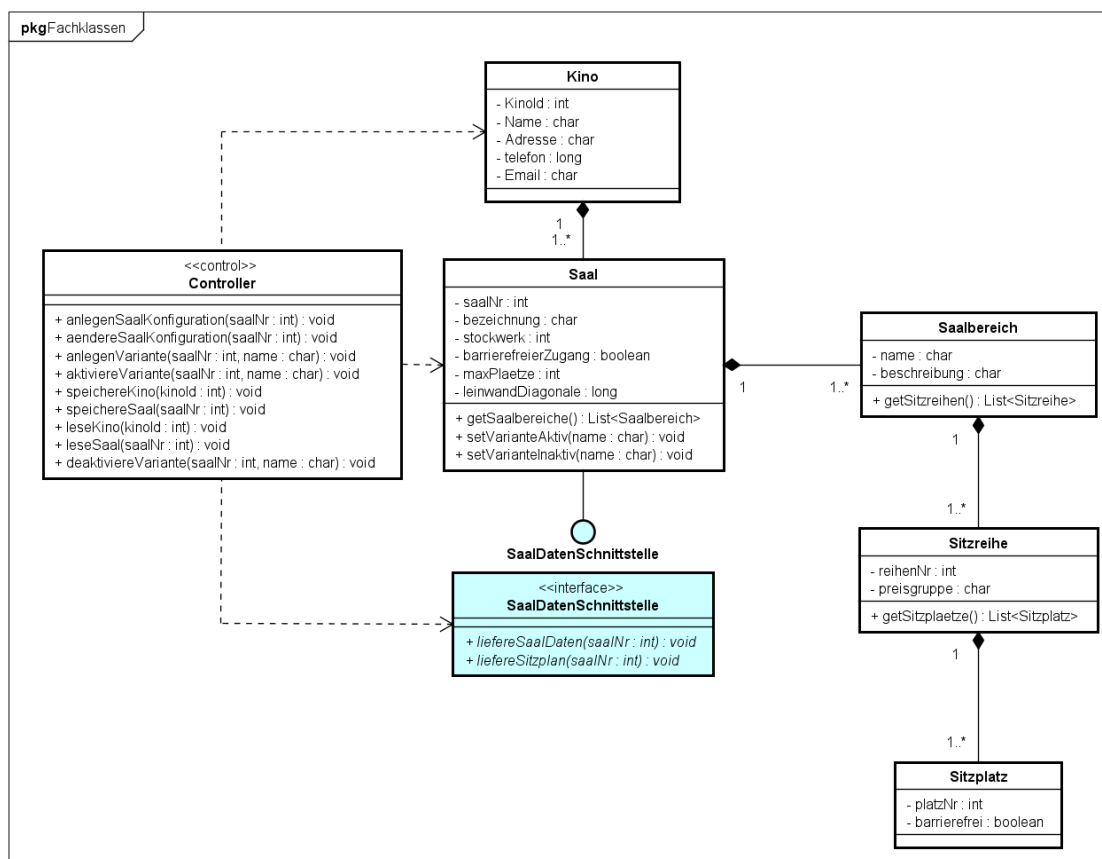 pkgFachklassen
Kino
- KinoId : int
- Name : char
- Adresse : char
- telefon : long
- Email : char
1
1..*
<<control>>
Controller
+ anlegenSaalKonfiguration(saalNr : int) : void
+ aendereSaalKonfiguration(saalNr : int) : void
+ anlegenVariante(saalNr : int, name : char) : void
+ aktiviereVariante(saalNr : int, name : char) : void
+ speichereKino(kinoId : int) : void
+ speichereSaal(saalNr : int) : void
+ leseKino(kinoId : int) : void
+ leseSaal(saalNr : int) : void
+ deaktiviereVariante(saalNr : int, name : char) : void
Saal
- saalNr : int
- bezeichnung : char
- stockwerk : int
- barrierefreierZugang : boolean
- maxPlaetze : int
- leinwandDiagonale : long
+ getSaalbereiche() : List<Saalbereich>
+ setVarianteAktiv(name : char) : void
+ setVarianteInaktiv(name : char) : void
1
1..*
Saalbereich
- name : char
- beschreibung : char
+ getSitzreihen() : List<Sitzreihe>
1
1..*
SaalDatenSchnittstelle
<<interface>>
SaalDatenSchnittstelle
+ liefereSaalDaten(saalNr : int) : void
+ liefereSitzplan(saalNr : int) : void
Sitzreihe
- reihenNr : int
- preisgruppe : char
+ getSitzplaetze() : List<Sitzplatz>
1
1..*
Sitzplatz
- platzNr : int
- barrierefrei : boolean